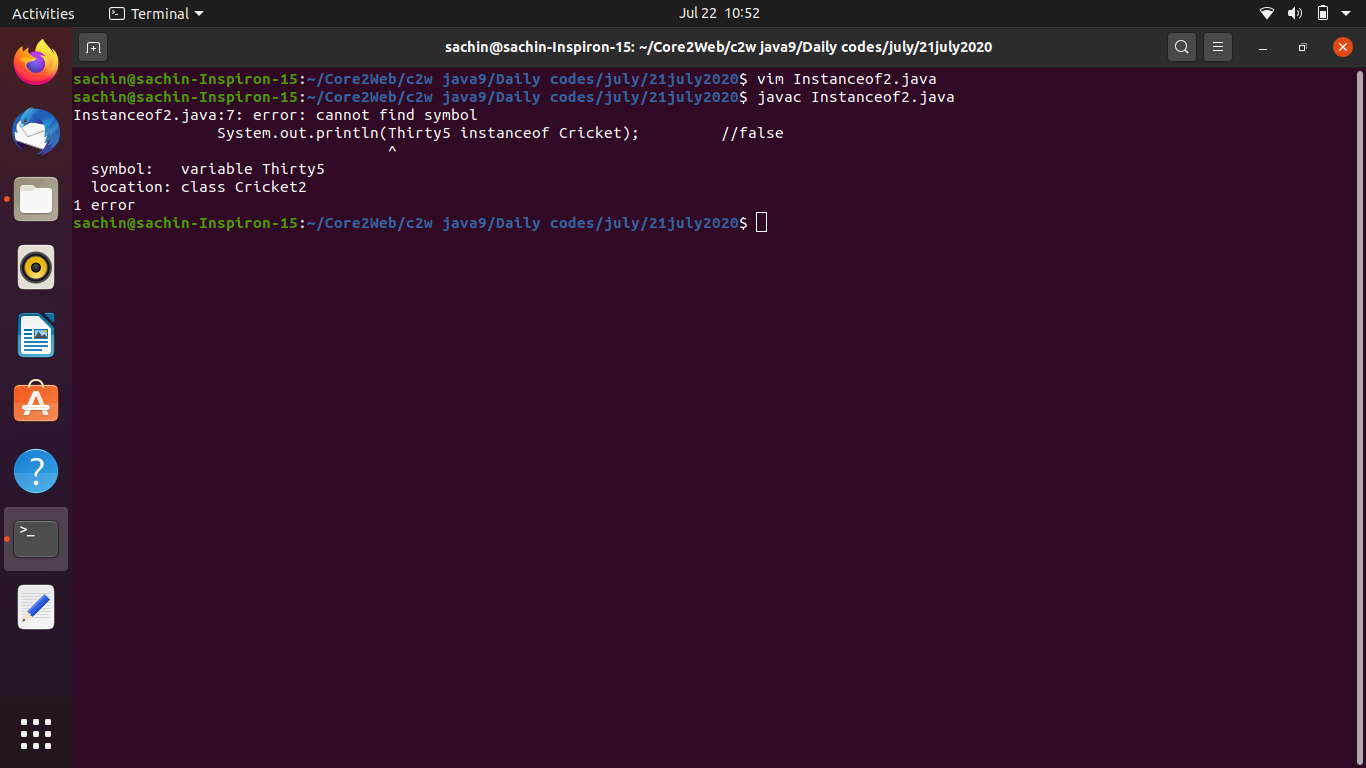 Activities Terminal Jul 22 10:52
sachin@sachin-Inspiron-15: ~/Core2Web/c2w java9/Daily codes/july/21july2020
sachin@sachin-Inspiron-15:~/Core2Web/c2w java9/Daily codes/july/21july2020$ vim Instanceof2.java
sachin@sachin-Inspiron-15:~/Core2Web/c2w java9/Daily codes/july/21july2020$ javac Instanceof2.java
Instanceof2.java:7: error: cannot find symbol
                System.out.println(Thirty5 instanceof Cricket);         //false
                                   ^
  symbol:   variable Thirty5
  location: class Cricket2
1 error
sachin@sachin-Inspiron-15:~/Core2Web/c2w java9/Daily codes/july/21july2020$